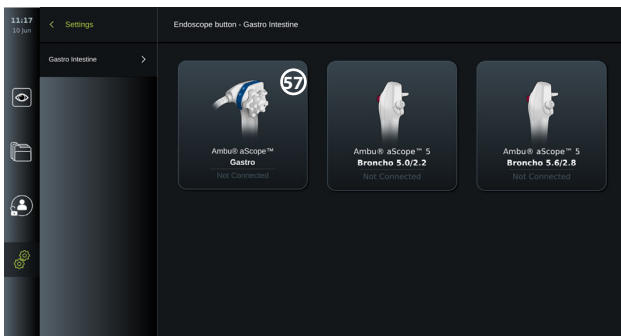 11:17
10 Jun
Settings
Endoscope button - Gastro Intestine
Gastro Intestine
57
Ambu® aScope™
Gastro
Not Connected
Ambu® aScope™ 5
Broncho 5.0/2.2
Not Connected
Ambu® aScope™ 5
Broncho 5.6/2.8
Not Connected